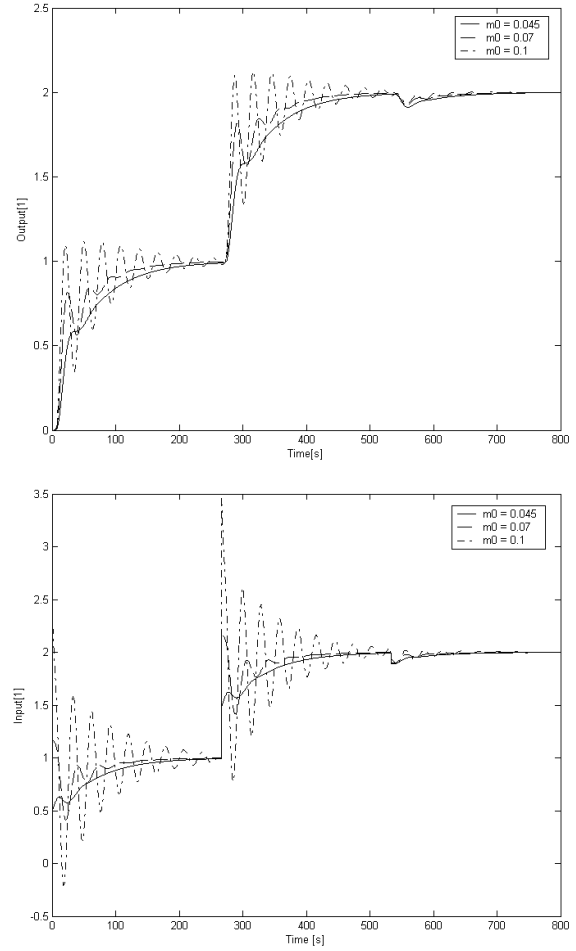 m0 = 0.045
m0 = 0.07
m0 = 0.1
2.5
2
1.5
1
0.5
0
Output[1]
0 100 200 300 400 500 600 700 800
Time[s]
m0 = 0.045
m0 = 0.07
m0 = 0.1
3.5
3
2.5
2
1.5
1
0.5
0
-0.5
Input[1]
0 100 200 300 400 500 600 700 800
Time [s]